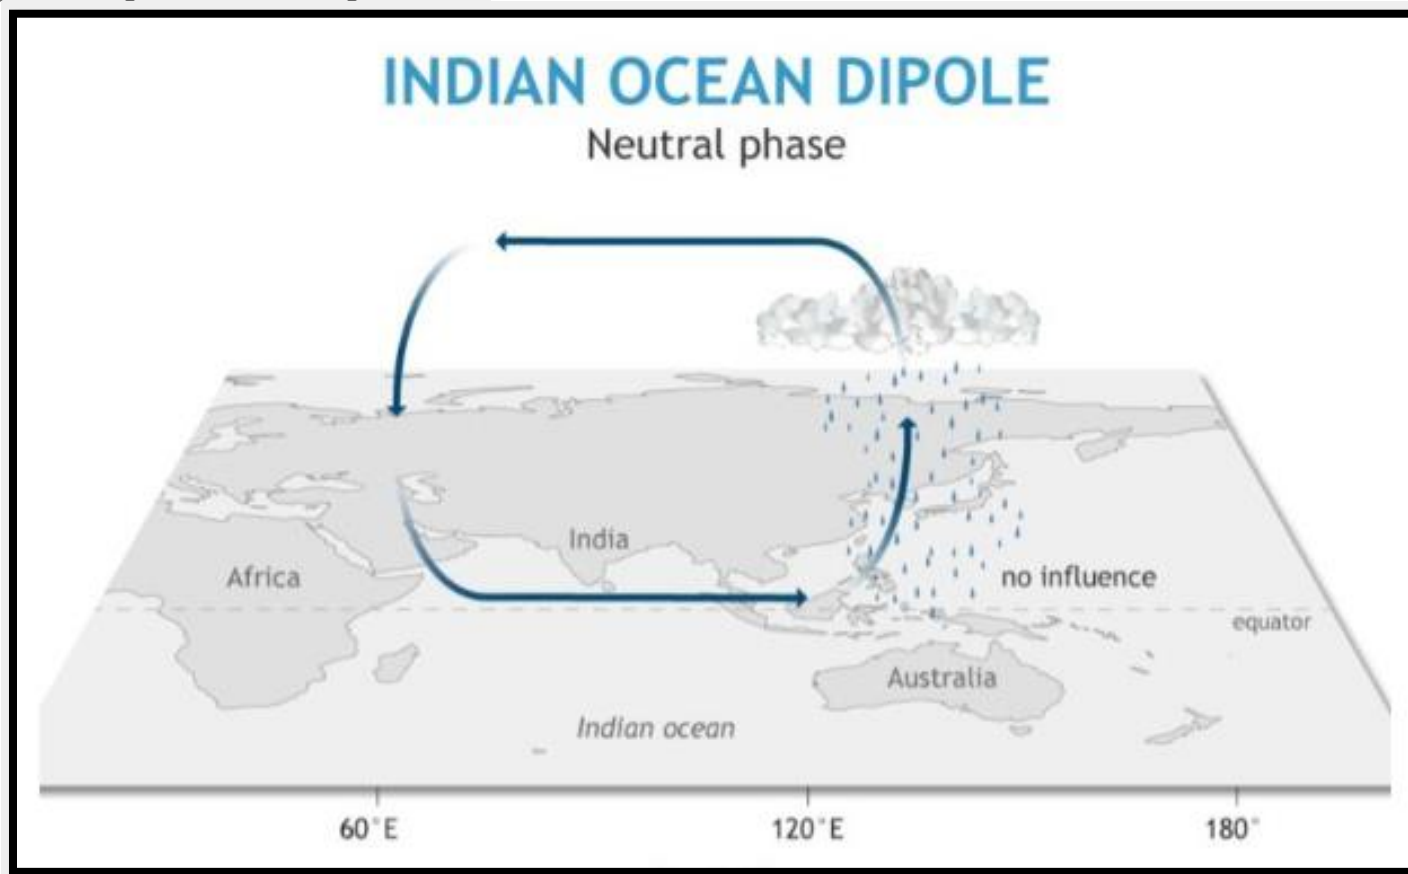 INDIAN OCEAN DIPOLE
Neutral phase
India
Africa
no influence
equator
Australia
Indian ocean
60°E
120°E
180°